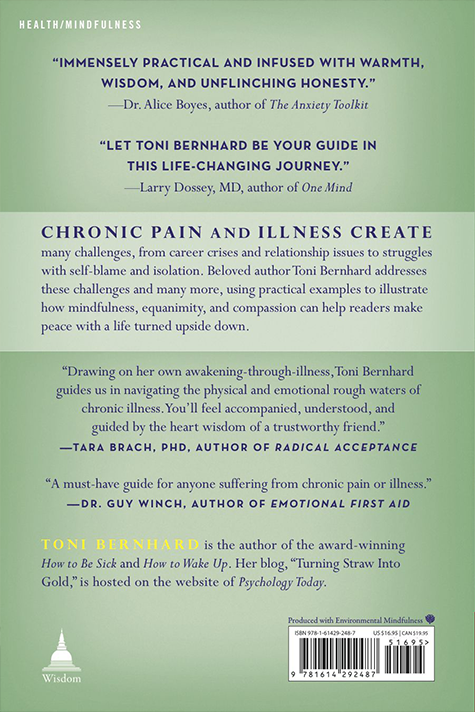 HEALTH/MINDFULNESS
“IMMENSELY PRACTICAL AND INFUSED WITH WARMTH,
WISDOM, AND UNFLINCHING HONESTY.”
—Dr. Alice Boyes, author of The Anxiety Toolkit
“LET TONI BERNHARD BE YOUR GUIDE IN
THIS LIFE-CHANGING JOURNEY.”
—Larry Dossey, MD, author of One Mind
CHRONIC PAIN AND ILLNESS CREATE
many challenges, from career crises and relationship issues to struggles
with self-blame and isolation. Beloved author Toni Bernhard addresses
these challenges and many more, using practical examples to illustrate
how mindfulness, equanimity, and compassion can help readers make
peace with a life turned upside down.
“Drawing on her own awakening-through-illness, Toni Bernhard
guides us in navigating the physical and emotional rough waters of
chronic illness. You’ll feel accompanied, understood, and
guided by the heart wisdom of a trustworthy friend.”
—TARA BRACH, PHD, AUTHOR OF RADICAL ACCEPTANCE
“A must-have guide for anyone suffering from chronic pain or illness.”
—DR. GUY WINCH, AUTHOR OF EMOTIONAL FIRST AID
TONI BERNHARD is the author of the award-winning
How to Be Sick and How to Wake Up. Her blog, “Turning Straw Into
Gold,” is hosted on the website of Psychology Today.
Produced with Environmental Mindfulness
ISBN 978-1-61429-248-7 US $16.95 | CAN $19.95
51695>
9 781614 292487
Wisdom